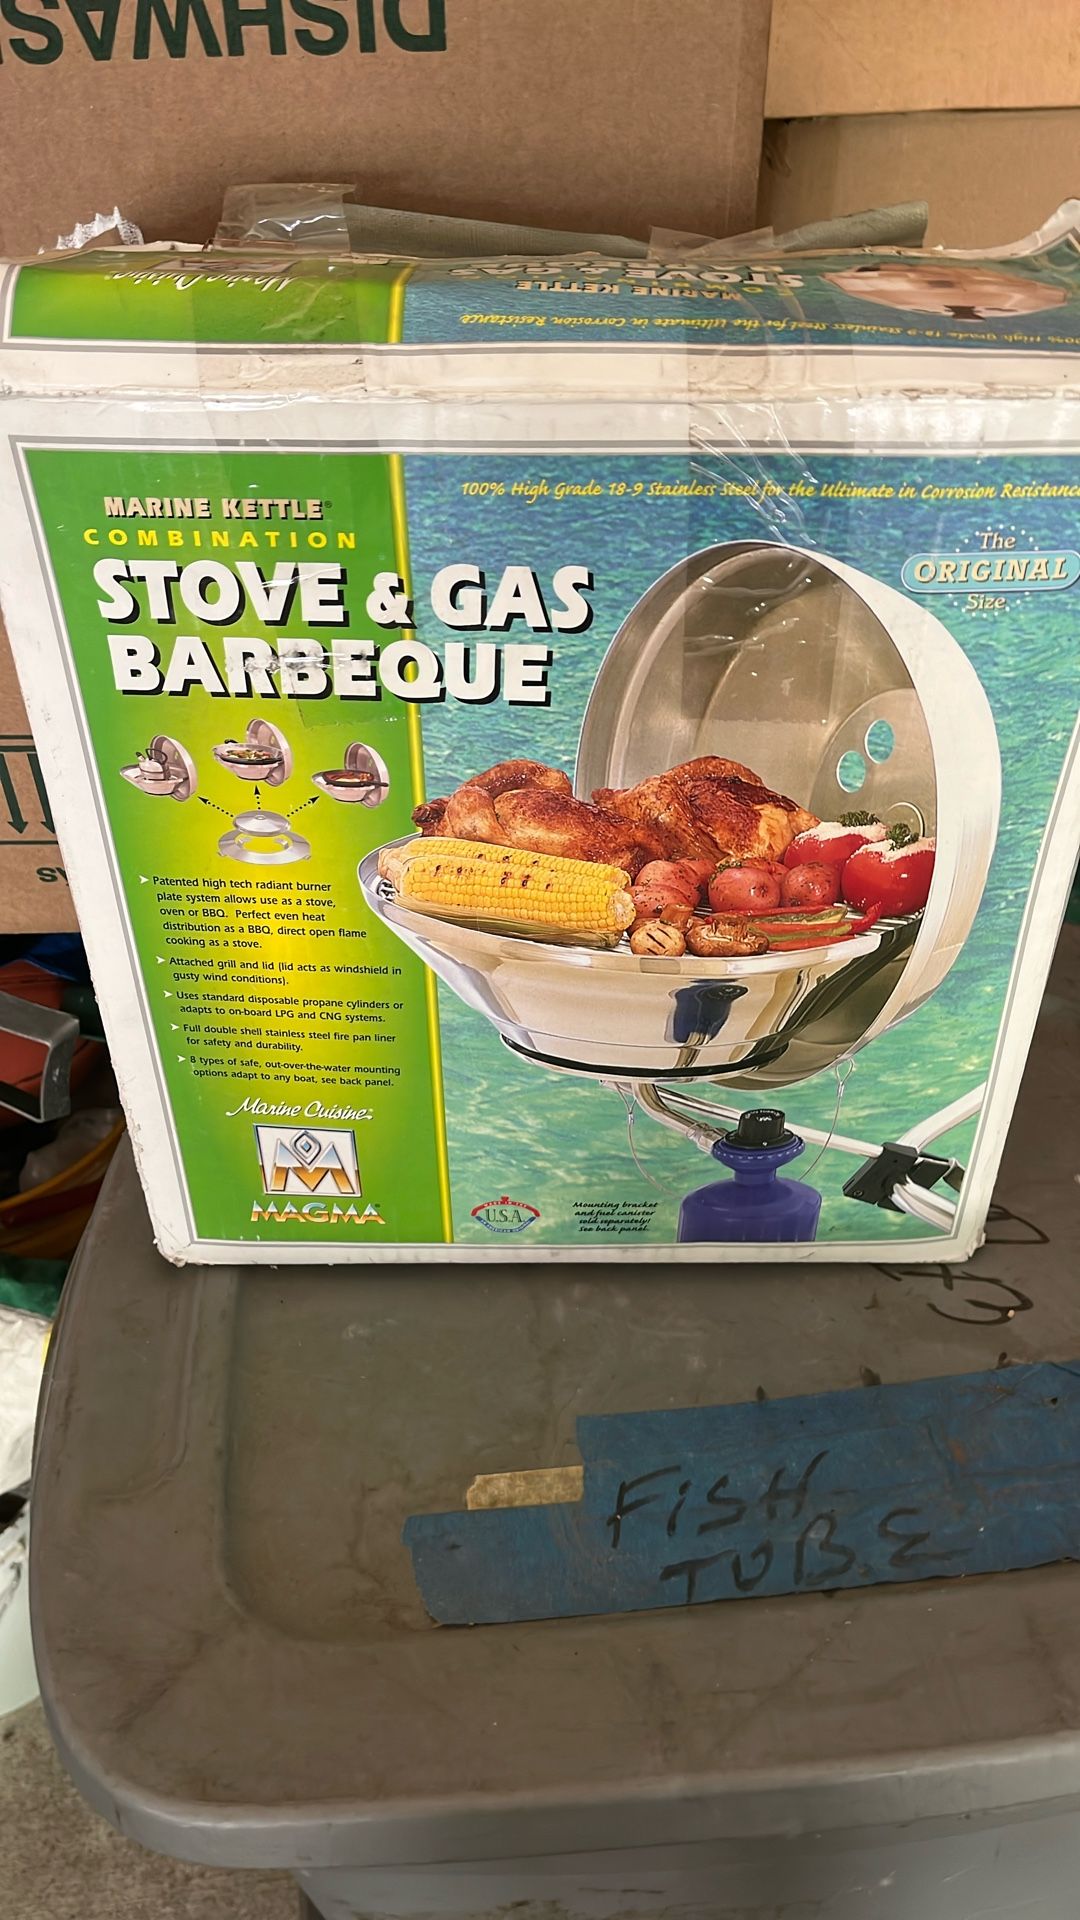 DISHWAS
Marine Cuisine
MARINE KETTLE
STOVE & GAS
100% High Grade 18-9 Stainless Steel for the Ultimate in Corrosion Resistance
100% High Grade 18-9 Stainless Steel for the Ultimate in Corrosion Resistance
MARINE KETTLE®
COMBINATION
STOVE & GAS
BARBEQUE
The
ORIGINAL
Size
➤ Patented high tech radiant burner
plate system allows use as a stove,
oven or BBQ. Perfect even heat
distribution as a BBQ, direct open flame
cooking as a stove.
➤ Attached grill and lid (lid acts as windshield in
gusty wind conditions).
➤ Uses standard disposable propane cylinders or
adapts to on-board LPG and CNG systems.
➤ Full double shell stainless steel fire pan liner
for safety and durability.
➤ 8 types of safe, out-over-the-water mounting
options adapt to any boat, see back panel.
Marine Cuisine™
M
MAGMA®
MADE IN THE
U.S.A.
Mounting bracket
and fuel canister
sold separately!
See back panel.
FiSH
TUBE